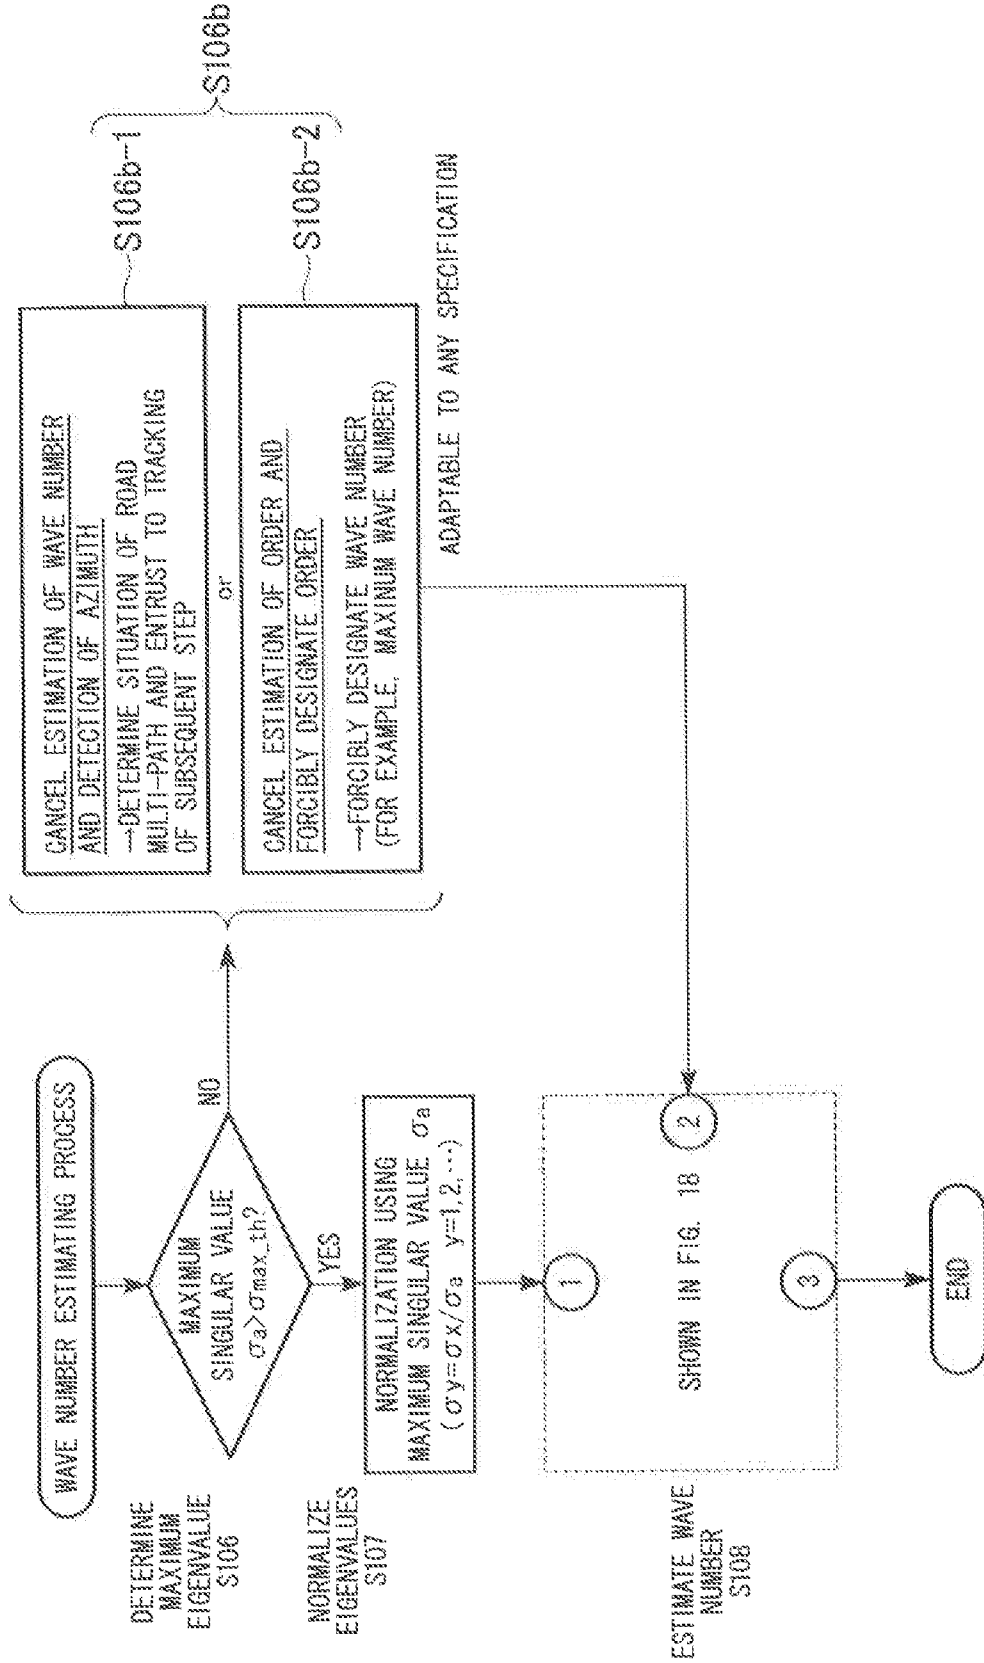 WAVE NUMBER ESTIMATING PROCESS
DETERMINE
MAXIMUM
EIGENVALUE
S106
MAXIMUM
SINGULAR VALUE
σa>σmax_th?
NO
YES
CANCEL ESTIMATION OF WAVE NUMBER
AND DETECTION OF AZIMUTH
→DETERMINE SITUATION OF ROAD
MULTI-PATH AND ENTRUST TO TRACKING
OF SUBSEQUENT STEP
S106b-1
or
CANCEL ESTIMATION OF ORDER AND
FORCIBLY DESIGNATE ORDER
→FORCIBLY DESIGNATE WAVE NUMBER
(FOR EXAMPLE, MAXINUM WAVE NUMBER)
S106b-2
S106b
ADAPTABLE TO ANY SPECIFICATION
NORMALIZE
EIGENVALUES
S107
NORMALIZATION USING
MAXIMUM SINGULAR VALUE σa
(σy=σx/σa y=1,2,···)
ESTIMATE WAVE
NUMBER
S108
1
2
SHOWN IN FIG. 18
3
END